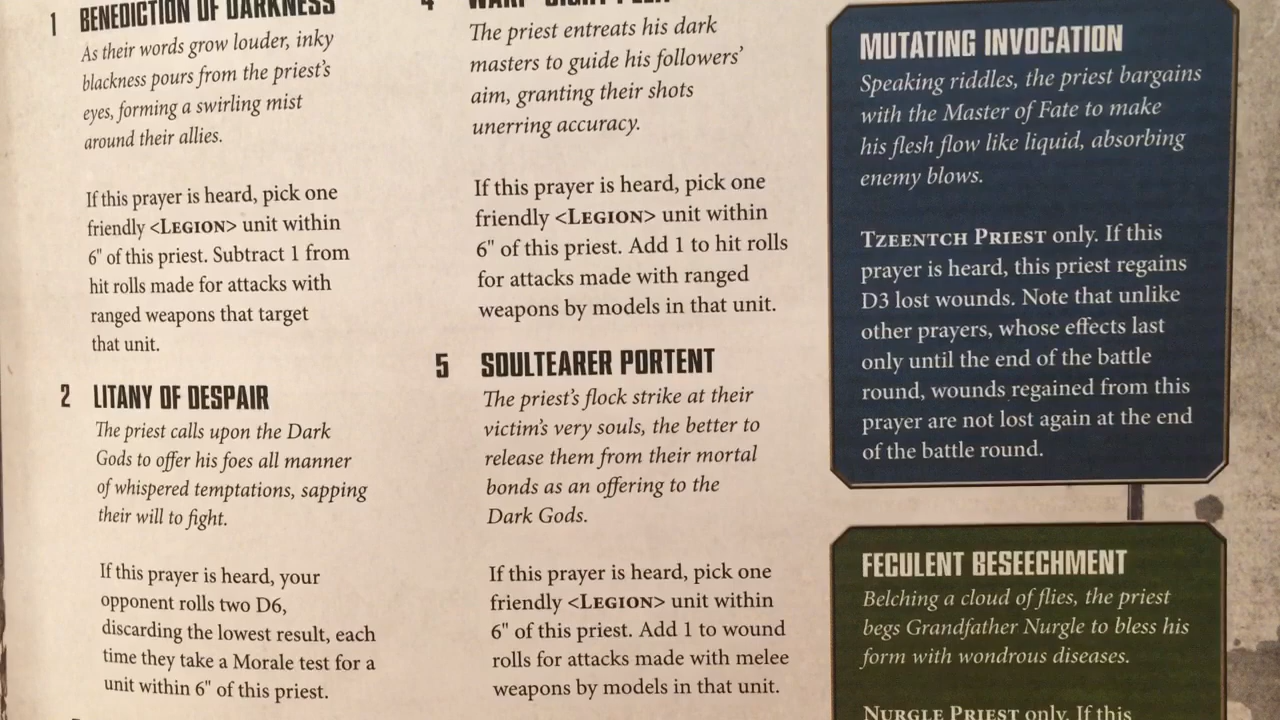 1 BENEDICTION OF DARKNESS
As their words grow louder, inky
blackness pours from the priest's
eyes, forming a swirling mist
around their allies.
If this prayer is heard, pick one
friendly <LEGION> unit within
6" of this priest. Subtract 1 from
hit rolls made for attacks with
ranged weapons that target
that unit.
2 LITANY OF DESPAIR
The priest calls upon the Dark
Gods to offer his foes all manner
of whispered temptations, sapping
their will to fight.
If this prayer is heard, your
opponent rolls two D6,
discarding the lowest result, each
time they take a Morale test for a
unit within 6" of this priest.
4
The priest entreats his dark
masters to guide his followers'
aim, granting their shots
unerring accuracy.
If this prayer is heard, pick one
friendly <LEGION> unit within
6" of this priest. Add 1 to hit rolls
for attacks made with ranged
weapons by models in that unit.
5 SOULTEARER PORTENT
The priest's flock strike at their
victim's very souls, the better to
release them from their mortal
bonds as an offering to the
Dark Gods.
If this prayer is heard, pick one
friendly <LEGION> unit within
6" of this priest. Add 1 to wound
rolls for attacks made with melee
weapons by models in that unit.
MUTATING INVOCATION
Speaking riddles, the priest bargains
with the Master of Fate to make
his flesh flow like liquid, absorbing
enemy blows.
TZEENTCH PRIEST only. If this
prayer is heard, this priest regains
D3 lost wounds. Note that unlike
other prayers, whose effects last
only until the end of the battle
round, wounds regained from this
prayer are not lost again at the end
of the battle round.
FECULENT BESEECHMENT
Belching a cloud of flies, the priest
begs Grandfather Nurgle to bless his
form with wondrous diseases.
NURGLE PRIEST only. If this